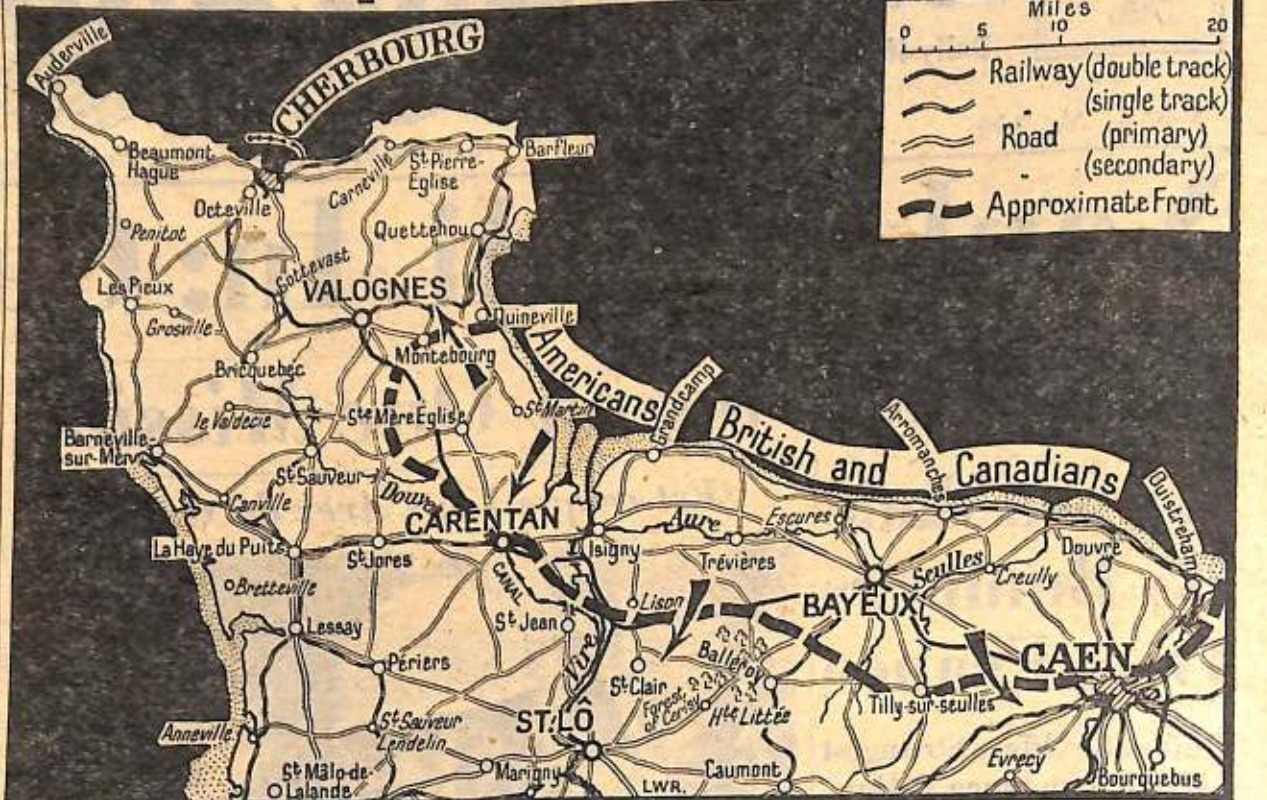 Miles
0 5 10 20
Railway (double track)
" (single track)
Road (primary)
" (secondary)
Approximate Front
Auderville
CHERBOURG
Beaumont
Hague
Carneville
St Pierre-
Eglise
Barfleur
Octeville
Penitot
Quettehou
Sottevast
Les Pieux
VALOGNES
Grosville
Quineville
Montebourg
Bricquebec
Americans
Grandcamp
le Valdecie
Ste Mère Église
St Martin
British and Canadians
Arromanches
Barneville-
sur-Mer
St Sauveur
Ouistreham
Canville
Douve
CARENTAN
Aure
Escures
La Haye du Puits
St Jores
Isigny
Trévières
Seulles
Creully
Douvre
Bretteville
CANAL
Lison
BAYEUX
Lessay
St Jean
Vire
Balleroy
CAEN
Périers
St Clair
Forest
of Cerisy
Hte Littée
Tilly-sur-seulles
Anneville
St Sauveur
Lendelin
ST. LÔ
St Mâlo-de-
Lalande
Marigny
LWR.
Caumont
Evrecy
Bourquebus